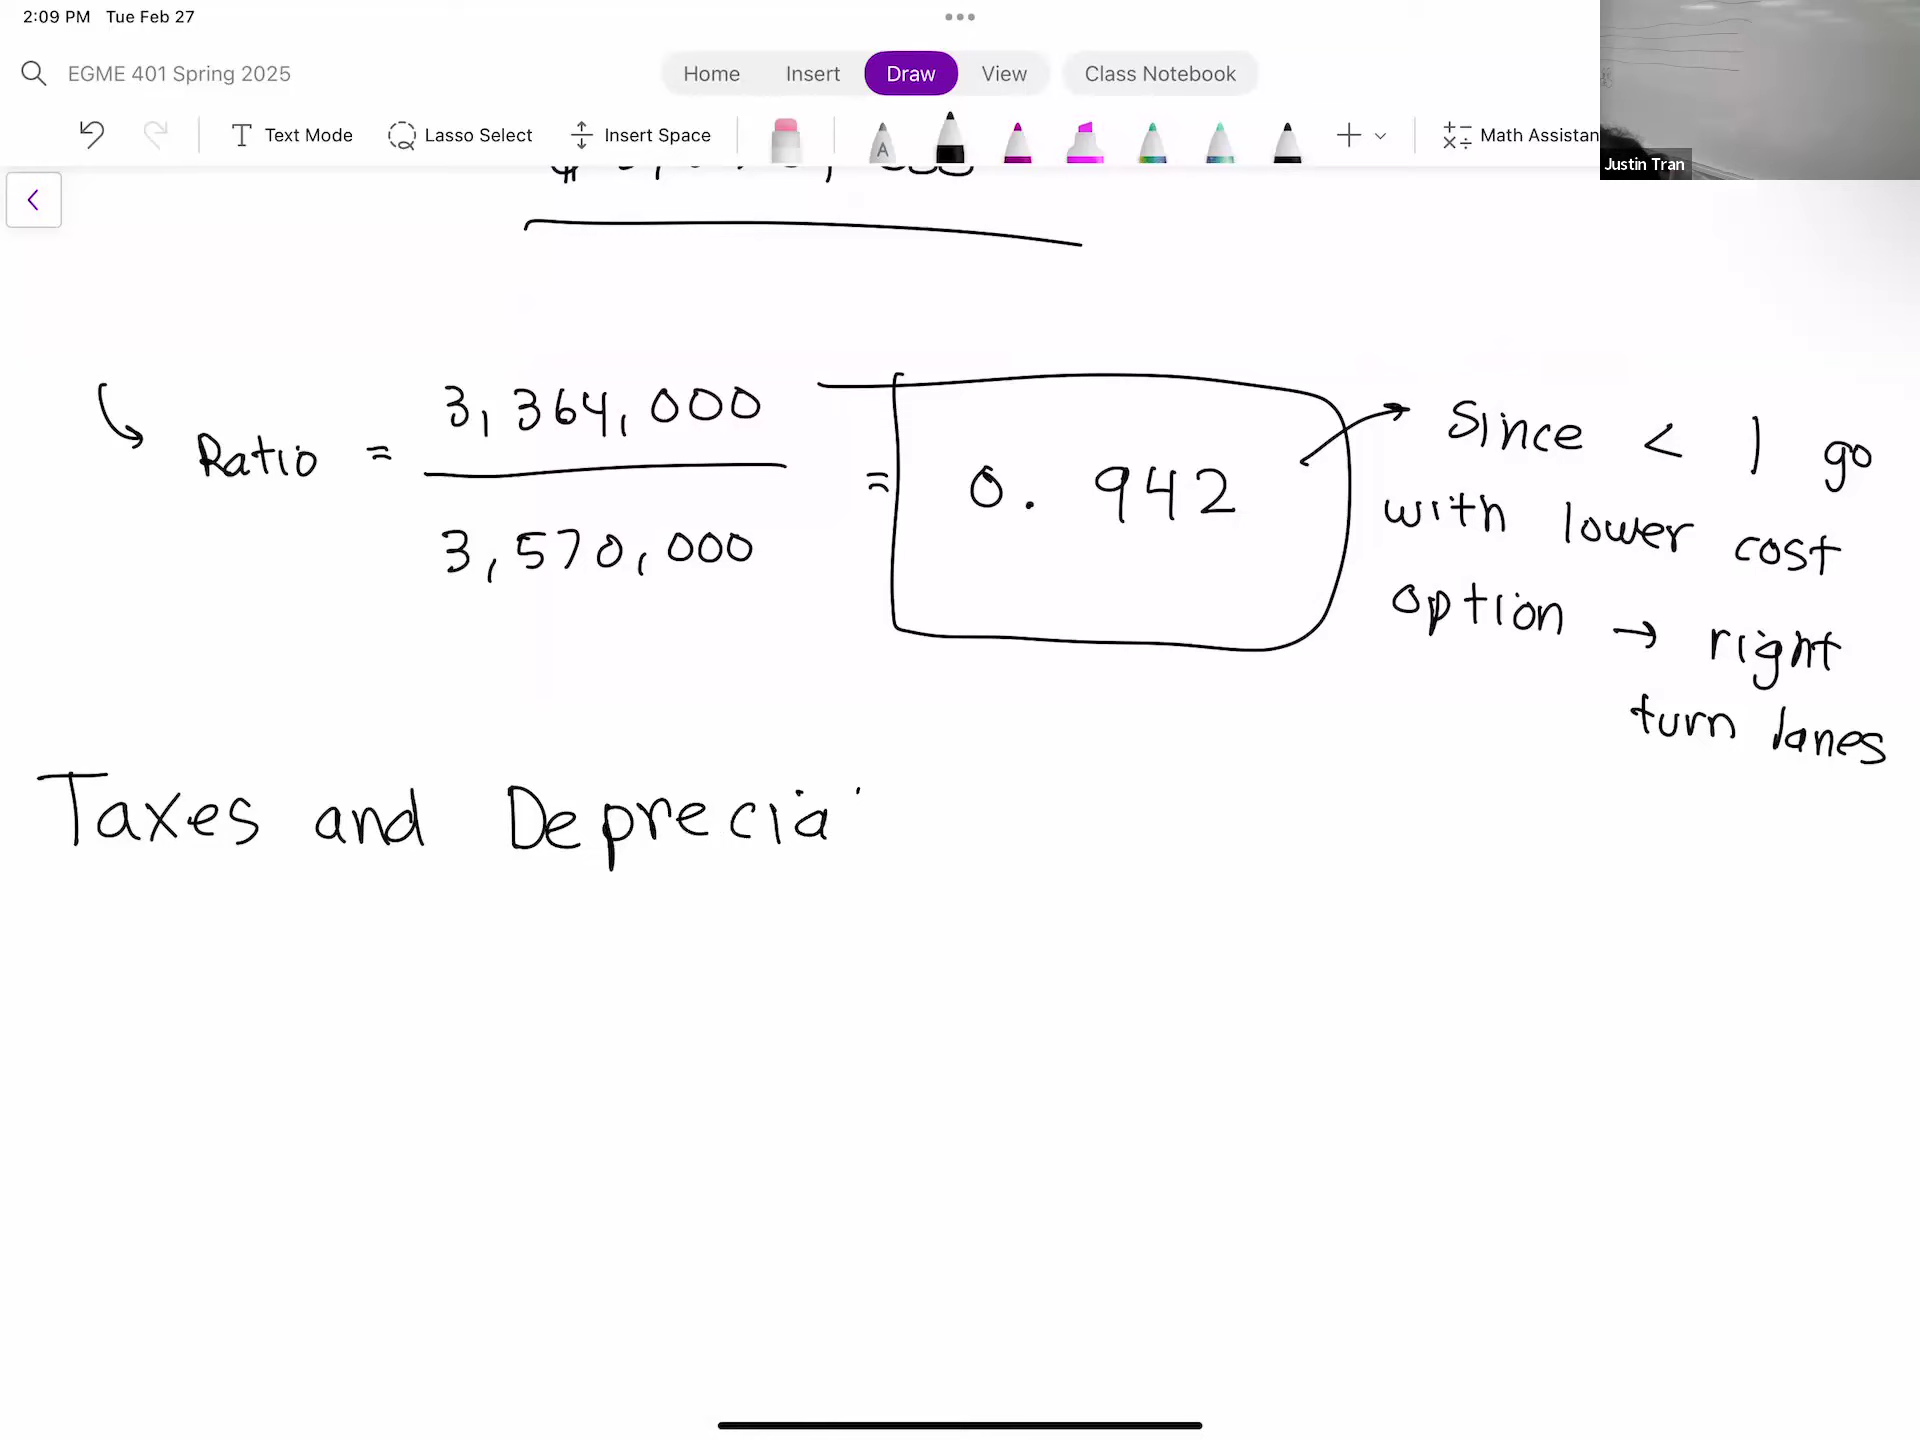 2:09 PM Tue Feb 27
EGME 401 Spring 2025
Home Insert Draw View Class Notebook
Text Mode Lasso Select Insert Space A Math Assistan
Justin Tran
Ratio = 3,364,000 / 3,570,000 = 0.942
Since < 1 go
with lower cost
option → right
turn lanes
Taxes and Deprecia